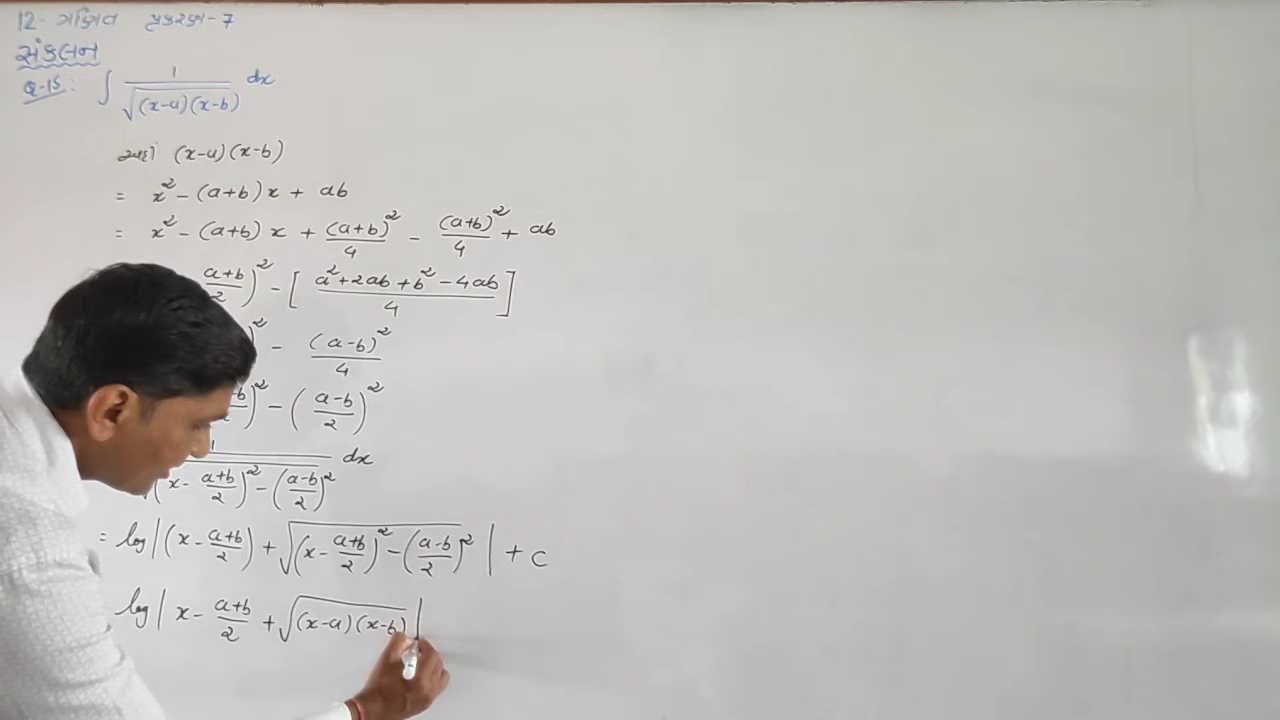 12- ગણિત પ્રકરણ-7
સંકલન
Q-15: ∫ 1/√((x-a)(x-b)) dx
અહીં (x-a)(x-b)
= x² - (a+b)x + ab
= x² - (a+b)x + (a+b)²/4 - (a+b)²/4 + ab
a+b/2)² - [a²+2ab+b²-4ab/4]
)² - (a-b)²/4
b/2)² - (a-b/2)²
1/√((x - a+b/2)² - (a-b/2)²) dx
= log|(x - a+b/2) + √((x - a+b/2)² - (a-b/2)²)| + c
log|x - a+b/2 + √((x-a)(x-b))|